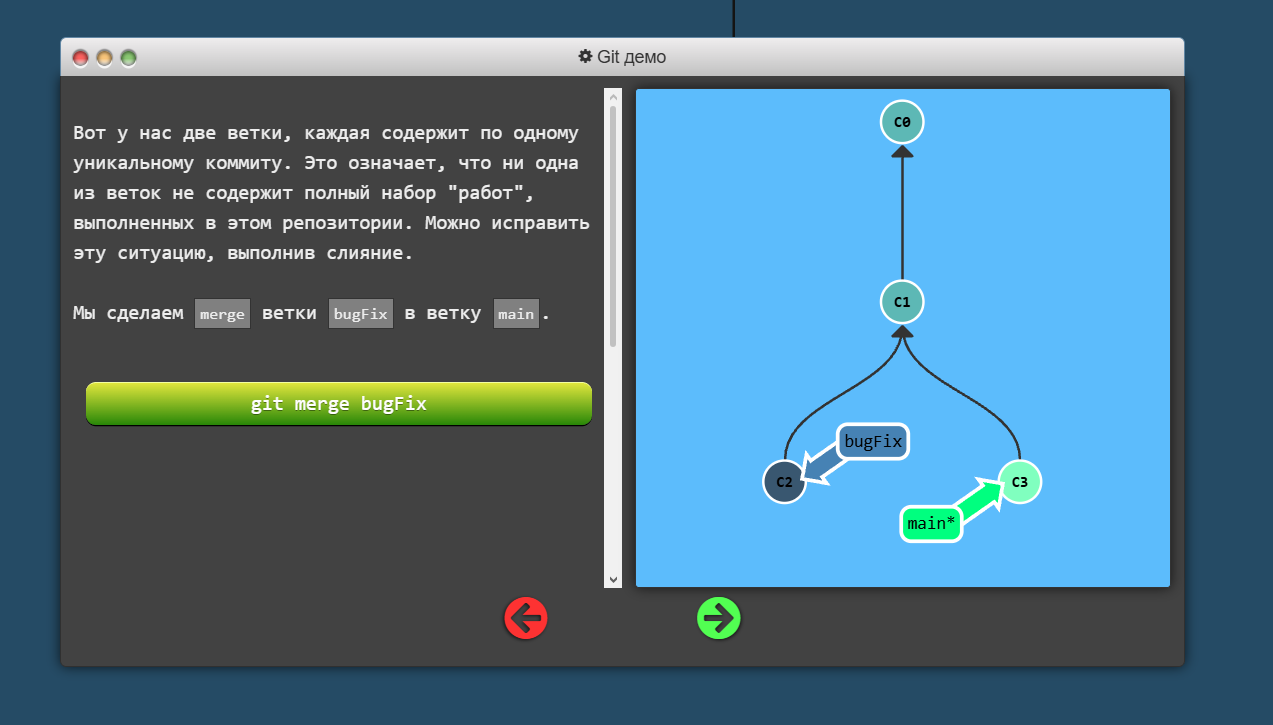 Git демо
Вот у нас две ветки, каждая содержит по одному
уникальному коммиту. Это означает, что ни одна
из веток не содержит полный набор "работ",
выполненных в этом репозитории. Можно исправить
эту ситуацию, выполнив слияние.
Мы сделаем merge ветки bugFix в ветку main.
git merge bugFix
C0
C1
bugFix
C2
C3
main*